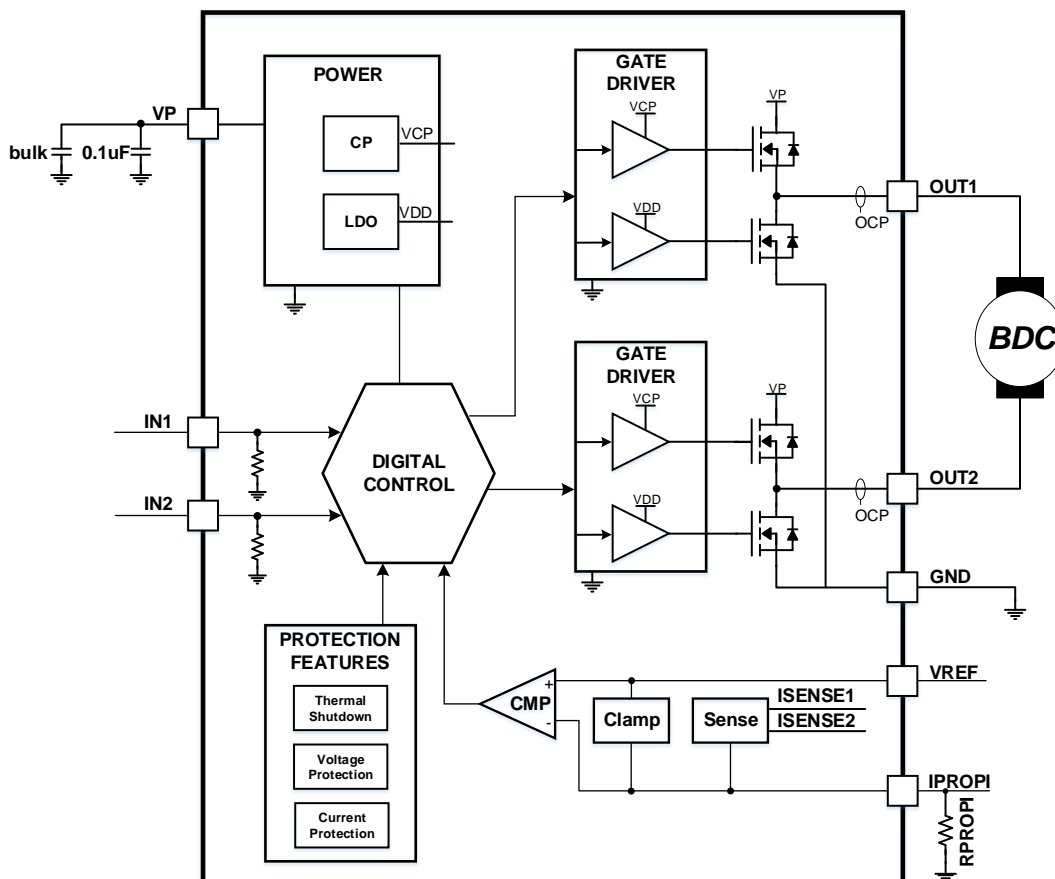 POWER
CP
VCP
LDO
VDD
VP
bulk
0.1uF
GATE
DRIVER
VCP
VDD
VP
OCP
OUT1
BDC
GATE
DRIVER
VCP
VDD
VP
OCP
OUT2
GND
IN1
IN2
DIGITAL
CONTROL
PROTECTION
FEATURES
Thermal
Shutdown
Voltage
Protection
Current
Protection
CMP
+
-
Clamp
Sense
ISENSE1
ISENSE2
VREF
IPROPI
RPROPI